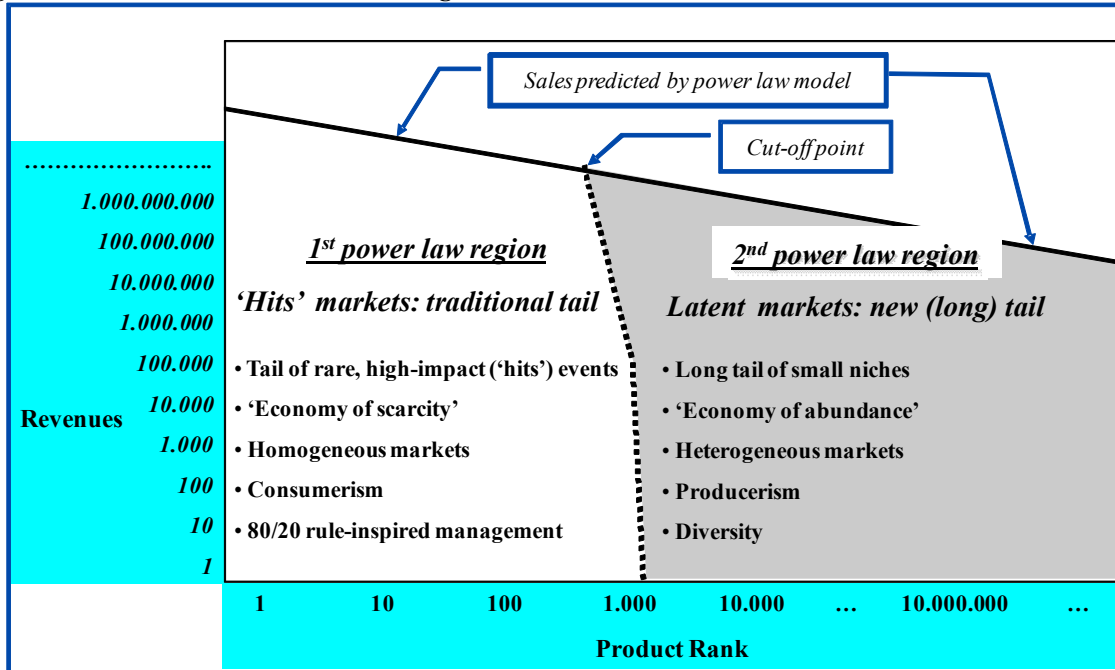 Sales predicted by power law model
Cut-off point
……………………..
1.000.000.000
100.000.000
10.000.000
1.000.000
100.000
10.000
1.000
100
10
1
Revenues
1st power law region
‘Hits’ markets: traditional tail
• Tail of rare, high-impact (‘hits’) events
• ‘Economy of scarcity’
• Homogeneous markets
• Consumerism
• 80/20 rule-inspired management
2nd power law region
Latent markets: new (long) tail
• Long tail of small niches
• ‘Economy of abundance’
• Heterogeneous markets
• Producerism
• Diversity
1 10 100 1.000 10.000 … 10.000.000 …
Product Rank